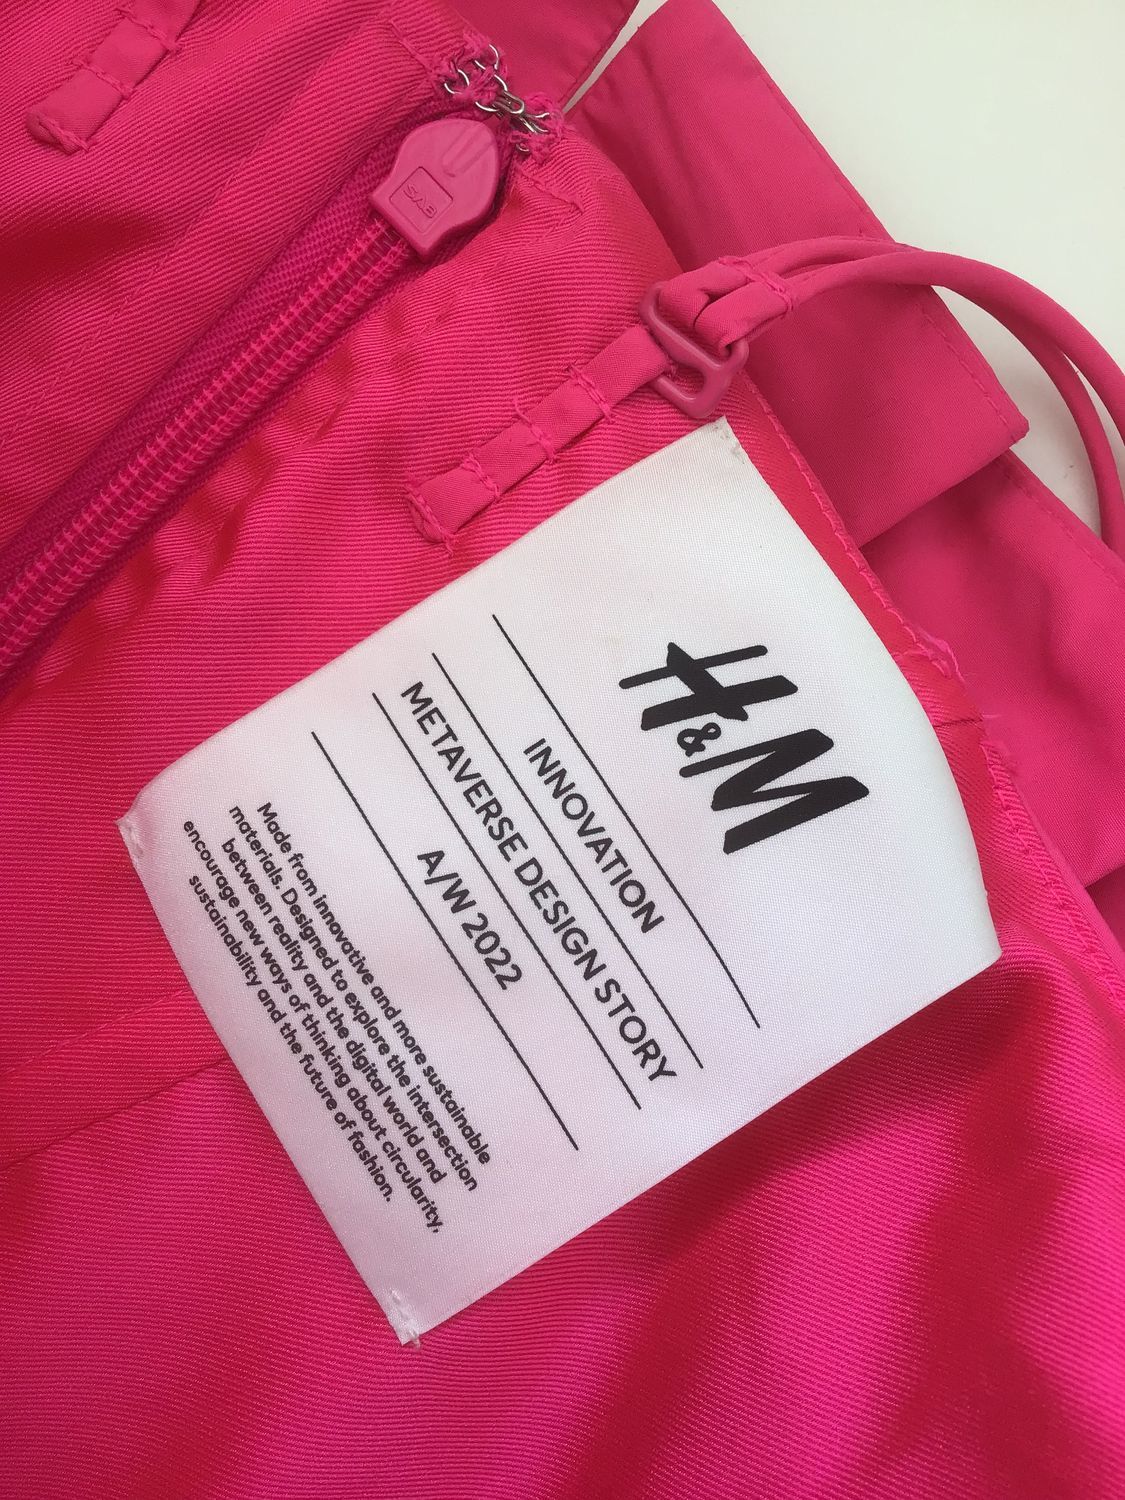 SAB
H&M
INNOVATION
METAVERSE DESIGN STORY
A/W 2022
Made from innovative and more sustainable
materials. Designed to explore the intersection
between reality and the digital world and
encourage new ways of thinking about circularity,
sustainability and the future of fashion.